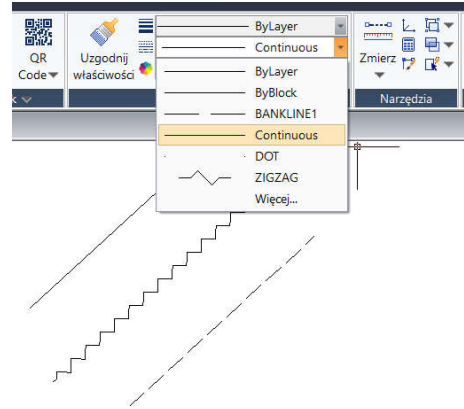 ByLayer
Continuous
QR
Code
Uzgodnij
właściwości
Zmierz
Narzędzia
ByLayer
ByBlock
BANKLINE1
Continuous
DOT
ZIGZAG
Więcej...